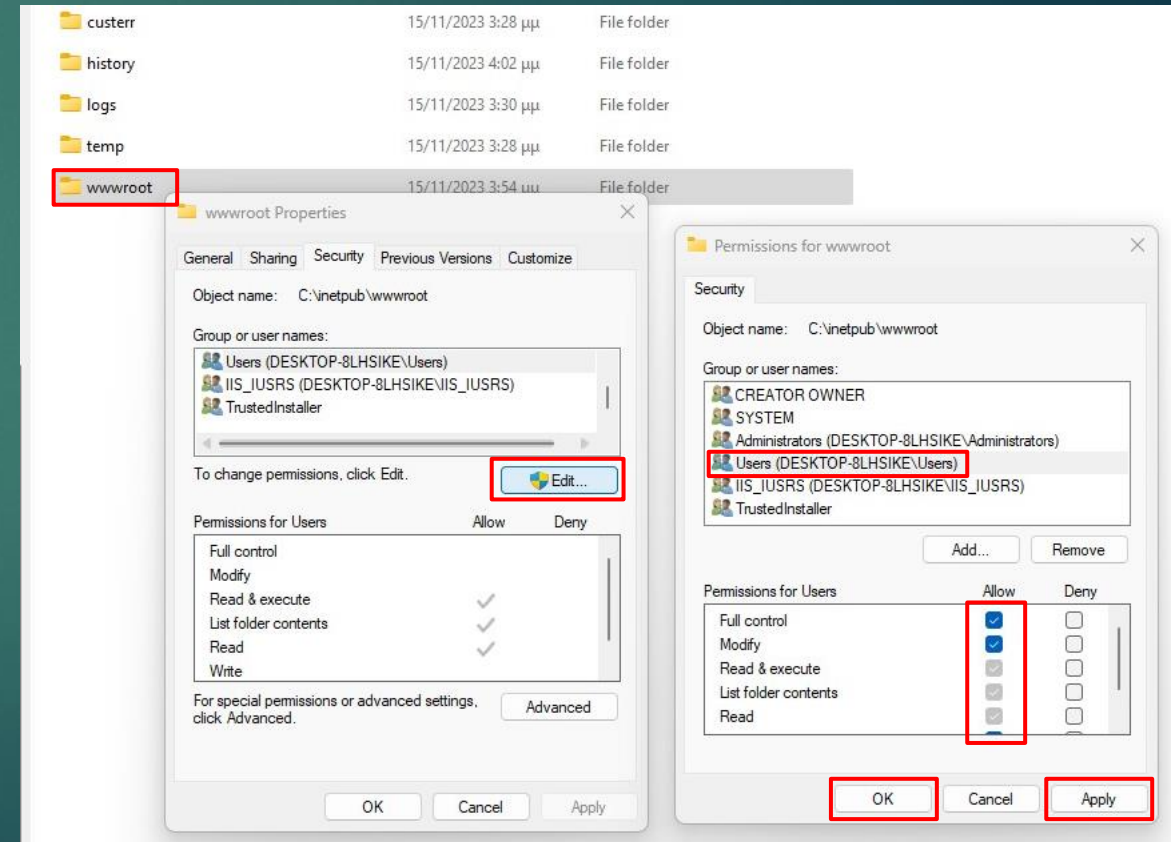 custerr 15/11/2023 3:28 μμ File folder
history 15/11/2023 4:02 μμ File folder
logs 15/11/2023 3:30 μμ File folder
temp 15/11/2023 3:28 μμ File folder
wwwroot 15/11/2023 3:54 μμ File folder
wwwroot Properties
General Sharing Security Previous Versions Customize
Object name: C:\inetpub\wwwroot
Group or user names:
Users (DESKTOP-8LHSIKE\Users)
IIS_IUSRS (DESKTOP-8LHSIKE\IIS_IUSRS)
TrustedInstaller
To change permissions, click Edit.
Edit...
Permissions for Users Allow Deny
Full control
Modify
Read & execute
List folder contents
Read
Write
For special permissions or advanced settings,
click Advanced.
Advanced
OK Cancel Apply
Permissions for wwwroot
Security
Object name: C:\inetpub\wwwroot
Group or user names:
CREATOR OWNER
SYSTEM
Administrators (DESKTOP-8LHSIKE\Administrators)
Users (DESKTOP-8LHSIKE\Users)
IIS_IUSRS (DESKTOP-8LHSIKE\IIS_IUSRS)
TrustedInstaller
Add... Remove
Permissions for Users Allow Deny
Full control
Modify
Read & execute
List folder contents
Read
OK Cancel Apply